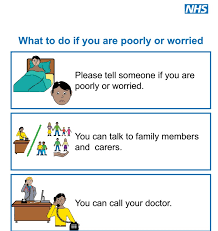 NHS
What to do if you are poorly or worried
Please tell someone if you are
poorly or worried.
You can talk to family members
and carers.
You can call your doctor.